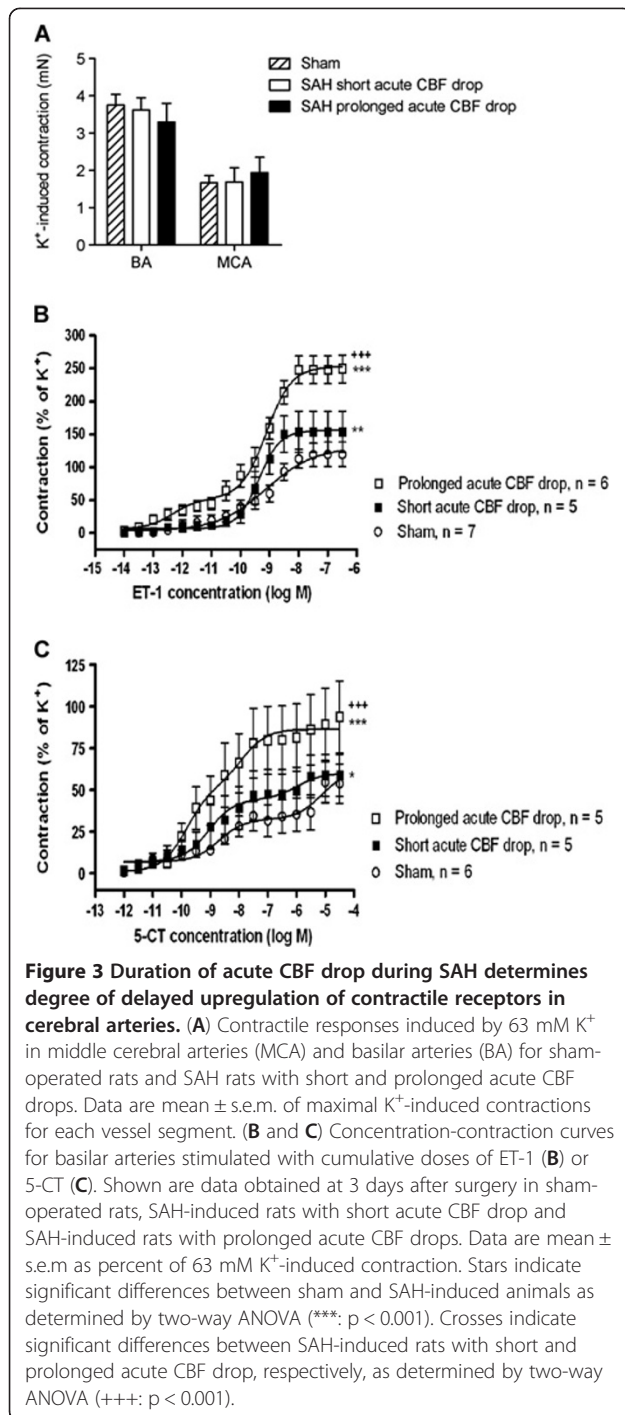 A
K+-induced contraction (mN)
5
4
3
2
1
0
BA
MCA
Sham
SAH short acute CBF drop
SAH prolonged acute CBF drop
B
Contraction (% of K+)
300
250
200
150
100
50
0
+++
***
**
Prolonged acute CBF drop, n = 6
Short acute CBF drop, n = 5
Sham, n = 7
-15 -14 -13 -12 -11 -10 -9 -8 -7 -6
ET-1 concentration (log M)
C
Contraction (% of K+)
125
100
75
50
25
0
+++
***
*
Prolonged acute CBF drop, n = 5
Short acute CBF drop, n = 5
Sham, n = 6
-13 -12 -11 -10 -9 -8 -7 -6 -5 -4
5-CT concentration (log M)
Figure 3 Duration of acute CBF drop during SAH determines
degree of delayed upregulation of contractile receptors in
cerebral arteries. (A) Contractile responses induced by 63 mM K+
in middle cerebral arteries (MCA) and basilar arteries (BA) for sham-
operated rats and SAH rats with short and prolonged acute CBF
drops. Data are mean ± s.e.m. of maximal K+-induced contractions
for each vessel segment. (B and C) Concentration-contraction curves
for basilar arteries stimulated with cumulative doses of ET-1 (B) or
5-CT (C). Shown are data obtained at 3 days after surgery in sham-
operated rats, SAH-induced rats with short acute CBF drop and
SAH-induced rats with prolonged acute CBF drops. Data are mean ±
s.e.m as percent of 63 mM K+-induced contraction. Stars indicate
significant differences between sham and SAH-induced animals as
determined by two-way ANOVA (***: p < 0.001). Crosses indicate
significant differences between SAH-induced rats with short and
prolonged acute CBF drop, respectively, as determined by two-way
ANOVA (+++: p < 0.001).